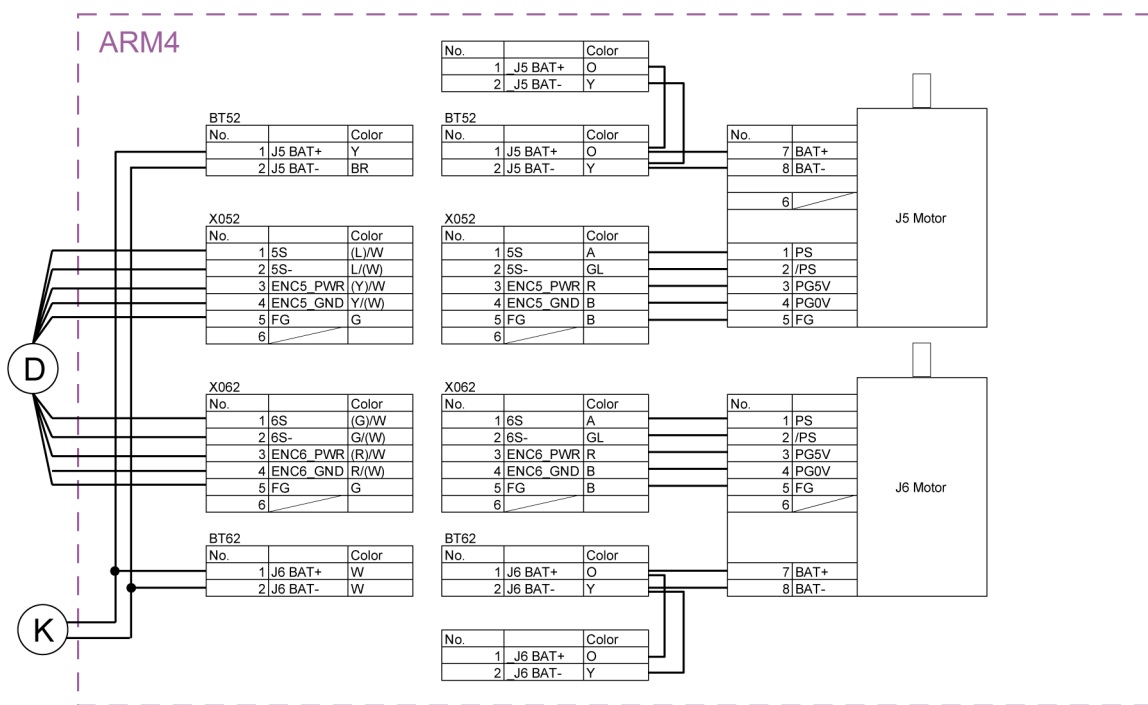 ARM4
No. Color
1 _J5 BAT+ O
2 _J5 BAT- Y
BT52
No. Color
1 J5 BAT+ Y
2 J5 BAT- BR
BT52
No. Color
1 J5 BAT+ O
2 J5 BAT- Y
No.
7 BAT+
8 BAT-
6
1 PS
2 /PS
3 PG5V
4 PG0V
5 FG
J5 Motor
X052
No. Color
1 5S (L)/W
2 5S- L/(W)
3 ENC5_PWR (Y)/W
4 ENC5_GND Y/(W)
5 FG G
6
X052
No. Color
1 5S A
2 5S- GL
3 ENC5_PWR R
4 ENC5_GND B
5 FG B
6
D
X062
No. Color
1 6S (G)/W
2 6S- G/(W)
3 ENC6_PWR (R)/W
4 ENC6_GND R/(W)
5 FG G
6
X062
No. Color
1 6S A
2 6S- GL
3 ENC6_PWR R
4 ENC6_GND B
5 FG B
6
No.
1 PS
2 /PS
3 PG5V
4 PG0V
5 FG
6
7 BAT+
8 BAT-
J6 Motor
BT62
No. Color
1 J6 BAT+ W
2 J6 BAT- W
BT62
No. Color
1 J6 BAT+ O
2 J6 BAT- Y
K
No. Color
1 _J6 BAT+ O
2 _J6 BAT- Y